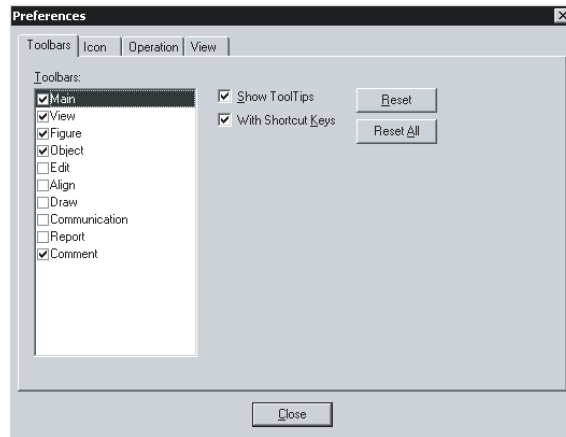 Preferences
Toolbars Icon Operation View
Toolbars:
Main
View
Figure
Object
Edit
Align
Draw
Communication
Report
Comment
Show ToolTips
With Shortcut Keys
Reset
Reset All
Close